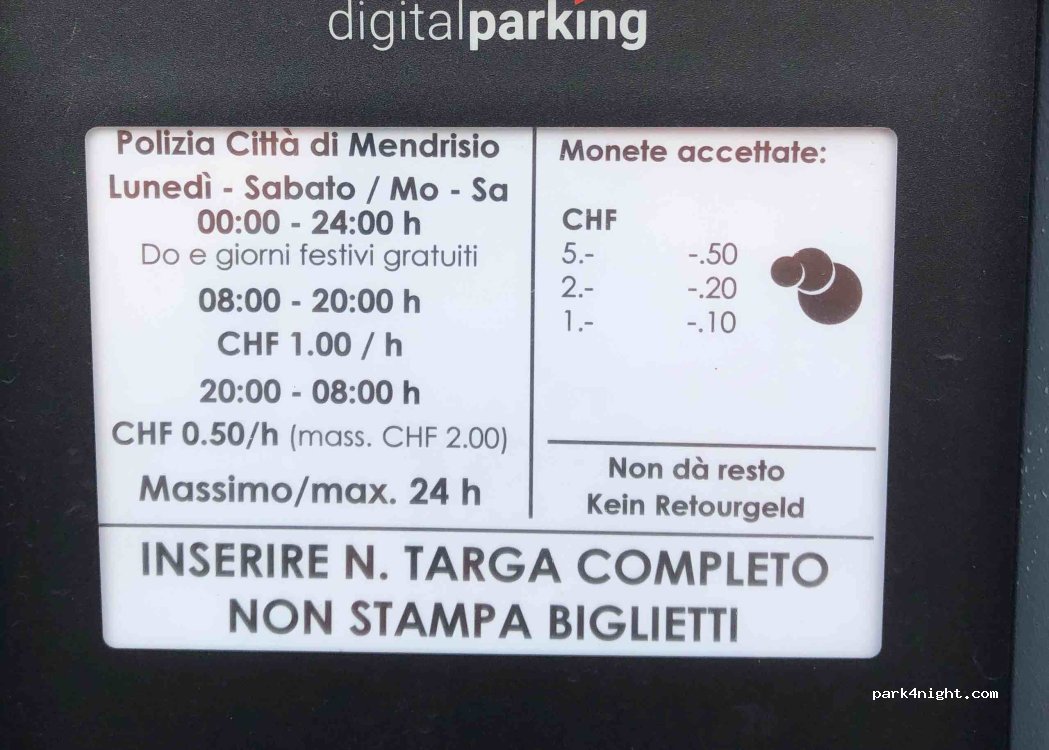 digitalparking
Polizia Città di Mendrisio
Lunedì - Sabato / Mo - Sa
00:00 - 24:00 h
Do e giorni festivi gratuiti
08:00 - 20:00 h
CHF 1.00 / h
20:00 - 08:00 h
CHF 0.50/h (mass. CHF 2.00)
Massimo/max. 24 h
Monete accettate:
CHF
5.- -.50
2.- -.20
1.- -.10
Non dà resto
Kein Retourgeld
INSERIRE N. TARGA COMPLETO
NON STAMPA BIGLIETTI
park4night.com